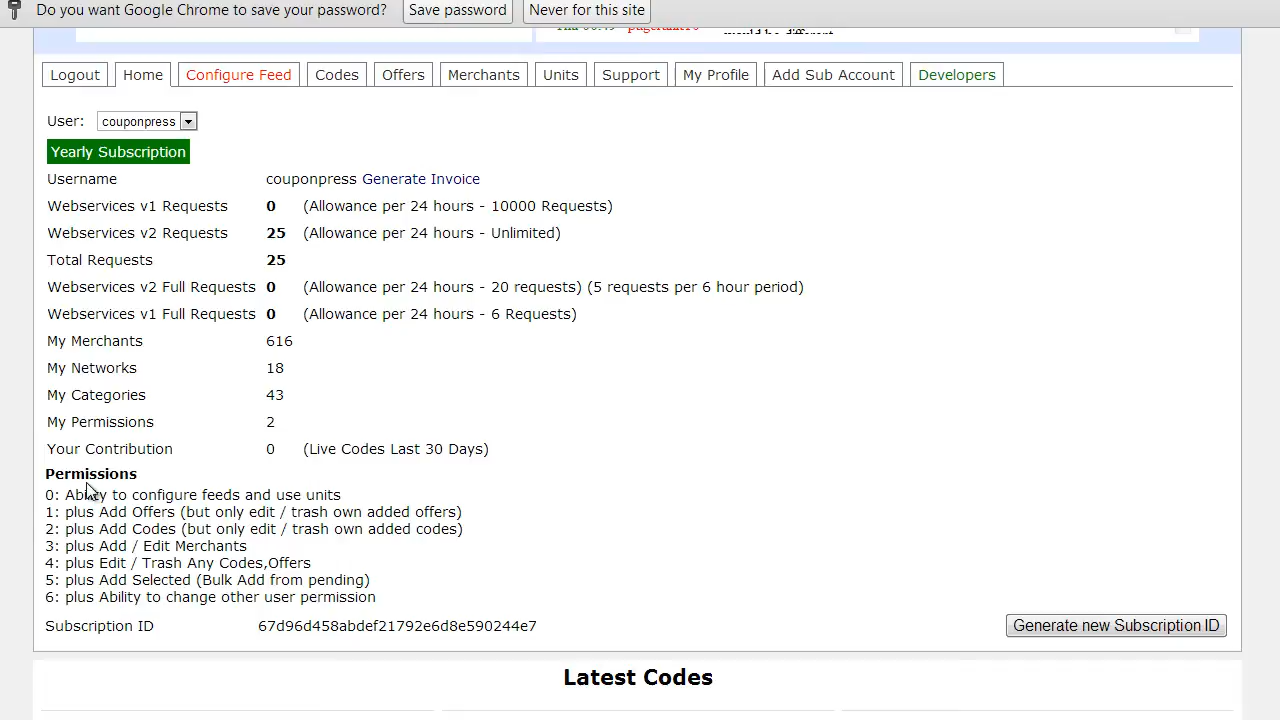 Do you want Google Chrome to save your password? Save password Never for this site
would be different
Logout Home Configure Feed Codes Offers Merchants Units Support My Profile Add Sub Account Developers
User: couponpress
Yearly Subscription
Username couponpress Generate Invoice
Webservices v1 Requests 0 (Allowance per 24 hours - 10000 Requests)
Webservices v2 Requests 25 (Allowance per 24 hours - Unlimited)
Total Requests 25
Webservices v2 Full Requests 0 (Allowance per 24 hours - 20 requests) (5 requests per 6 hour period)
Webservices v1 Full Requests 0 (Allowance per 24 hours - 6 Requests)
My Merchants 616
My Networks 18
My Categories 43
My Permissions 2
Your Contribution 0 (Live Codes Last 30 Days)
Permissions
0: Ability to configure feeds and use units
1: plus Add Offers (but only edit / trash own added offers)
2: plus Add Codes (but only edit / trash own added codes)
3: plus Add / Edit Merchants
4: plus Edit / Trash Any Codes,Offers
5: plus Add Selected (Bulk Add from pending)
6: plus Ability to change other user permission
Subscription ID 67d96d458abdef21792e6d8e590244e7 Generate new Subscription ID
Latest Codes